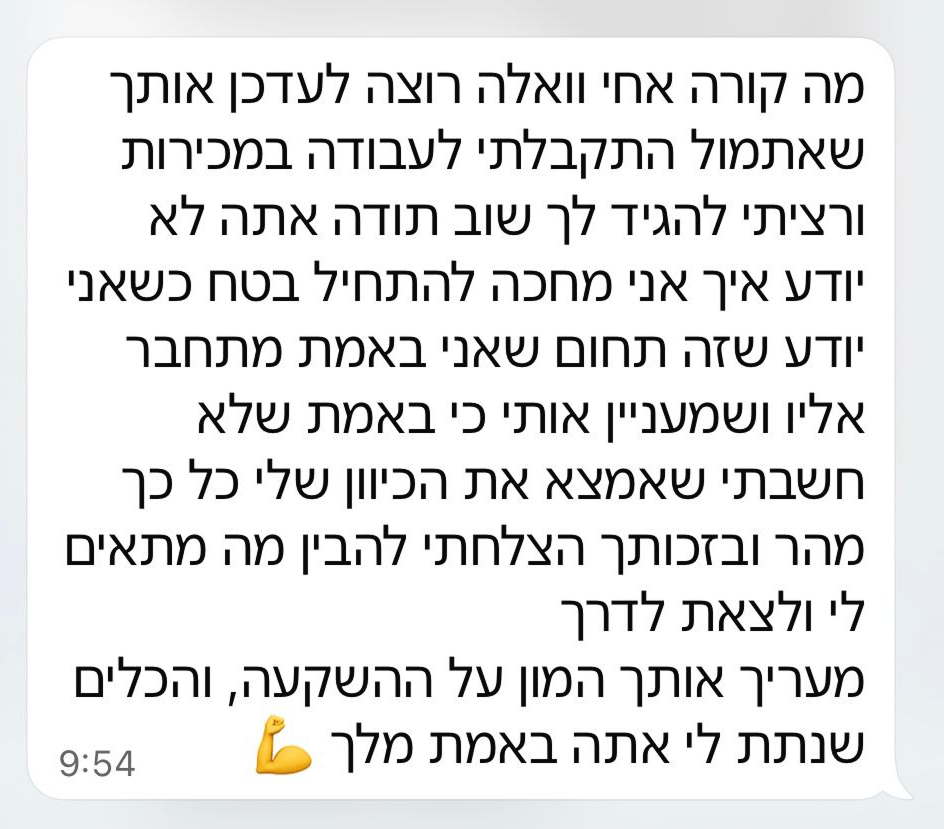 מה קורה אחי וואלה רוצה לעדכן אותך
שאתמול התקבלתי לעבודה במכירות
ורציתי להגיד לך שוב תודה אתה לא
יודע איך אני מחכה להתחיל בטח כשאני
יודע שזה תחום שאני באמת מתחבר
אליו ושמעניין אותי כי באמת שלא
חשבתי שאמצא את הכיוון שלי כל כך
מהר ובזכותך הצלחתי להבין מה מתאים
לי ולצאת לדרך
מעריך אותך המון על ההשקעה, והכלים
שנתת לי אתה באמת מלך 💪
9:54